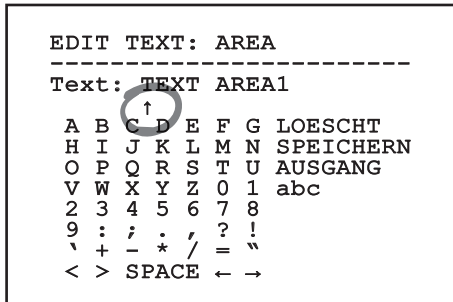 EDIT TEXT: AREA
------------------------
Text: TEXT AREA1
↑
A B C D E F G LOESCHT
H I J K L M N SPEICHERN
O P Q R S T U AUSGANG
V W X Y Z 0 1 abc
2 3 4 5 6 7 8
9 : ; . , ? !
‵ + - * / = ‶
< > SPACE ← →